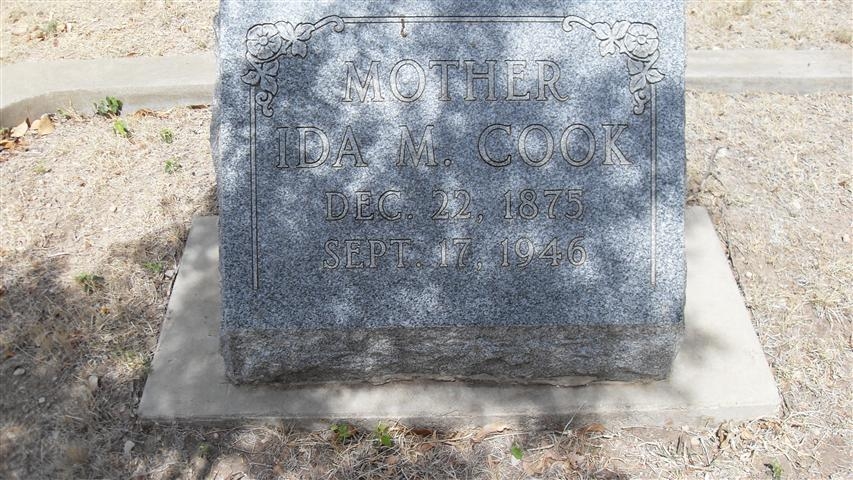 MOTHER
IDA M. COOK
DEC. 22, 1875
SEPT. 17, 1946